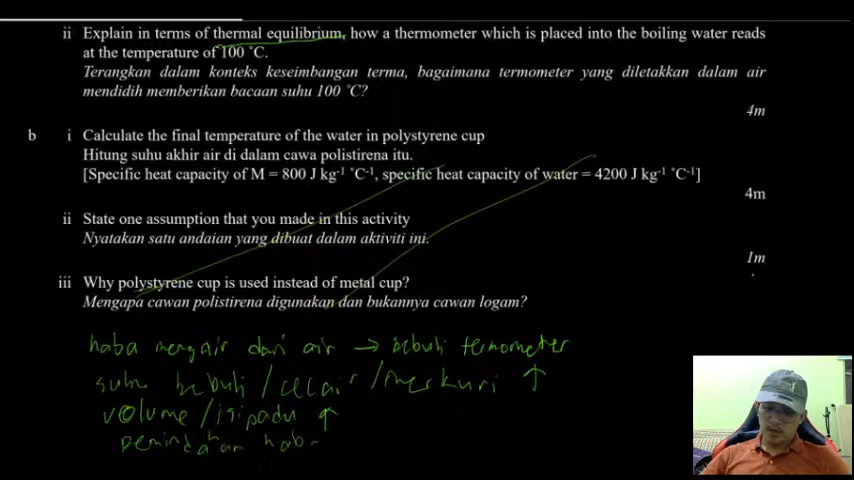 ii Explain in terms of thermal equilibrium, how a thermometer which is placed into the boiling water reads
at the temperature of 100 ˚C.
Terangkan dalam konteks keseimbangan terma, bagaimana termometer yang diletakkan dalam air
mendidih memberikan bacaan suhu 100 ˚C?
4m
b i Calculate the final temperature of the water in polystyrene cup
Hitung suhu akhir air di dalam cawa polistirena itu.
[Specific heat capacity of M = 800 J kg⁻¹ ˚C⁻¹, specific heat capacity of water = 4200 J kg⁻¹ ˚C⁻¹]
4m
ii State one assumption that you made in this activity
Nyatakan satu andaian yang dibuat dalam aktiviti ini.
1m
iii Why polystyrene cup is used instead of metal cup?
Mengapa cawan polistirena digunakan dan bukannya cawan logam?
haba mengair dari air → bebuli termometer
suhu bebuli / cecair / merkuri ↑
volume / isipadu ↑
pemindahan haba